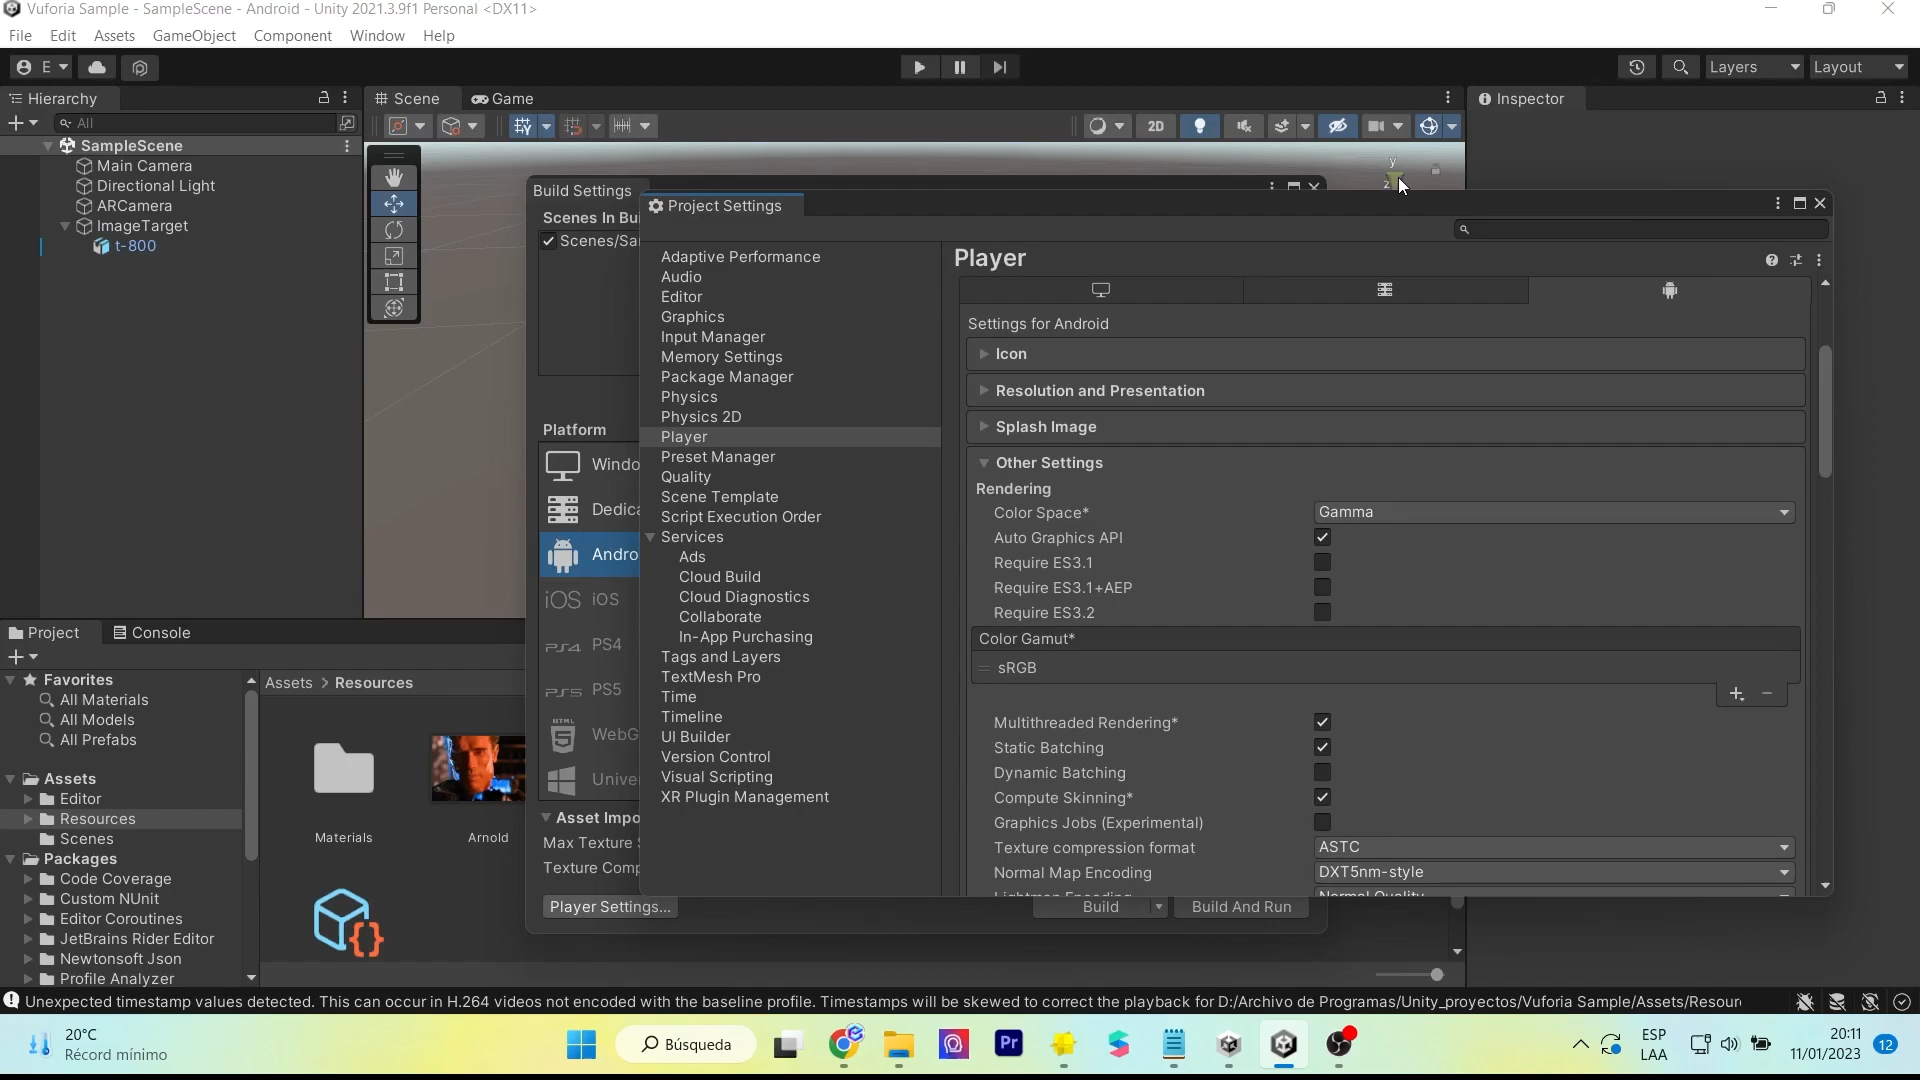 Vuforia Sample - SampleScene - Android - Unity 2021.3.9f1 Personal <DX11>
File Edit Assets GameObject Component Window Help
E Layers Layout
Hierarchy
All
SampleScene
Main Camera
Directional Light
ARCamera
ImageTarget
t-800
Scene Game
2D
y
z
Inspector
Build Settings
Scenes In Bui
Scenes/Sa
Platform
Windo
Dedica
Andro
iOS iOS
PS4 PS4
PS5 PS5
HTML
5 WebG
Univer
Asset Impo
Max Texture S
Texture Comp
Player Settings...
Build Build And Run
Project Settings
Adaptive Performance
Audio
Editor
Graphics
Input Manager
Memory Settings
Package Manager
Physics
Physics 2D
Player
Preset Manager
Quality
Scene Template
Script Execution Order
Services
Ads
Cloud Build
Cloud Diagnostics
Collaborate
In-App Purchasing
Tags and Layers
TextMesh Pro
Time
Timeline
UI Builder
Version Control
Visual Scripting
XR Plugin Management
Player
Settings for Android
Icon
Resolution and Presentation
Splash Image
Other Settings
Rendering
Color Space* Gamma
Auto Graphics API
Require ES3.1
Require ES3.1+AEP
Require ES3.2
Color Gamut*
sRGB
Multithreaded Rendering*
Static Batching
Dynamic Batching
Compute Skinning*
Graphics Jobs (Experimental)
Texture compression format ASTC
Normal Map Encoding DXT5nm-style
Lightmap Encoding Normal Quality
Project Console
Favorites
All Materials
All Models
All Prefabs
Assets
Editor
Resources
Scenes
Packages
Code Coverage
Custom NUnit
Editor Coroutines
JetBrains Rider Editor
Newtonsoft Json
Profile Analyzer
Assets > Resources
Materials Arnold
Unexpected timestamp values detected. This can occur in H.264 videos not encoded with the baseline profile. Timestamps will be skewed to correct the playback for D:/Archivo de Programas/Unity_proyectos/Vuforia Sample/Assets/Resour
20°C
Récord mínimo
Búsqueda
Pr
ESP
LAA
20:11
11/01/2023
12